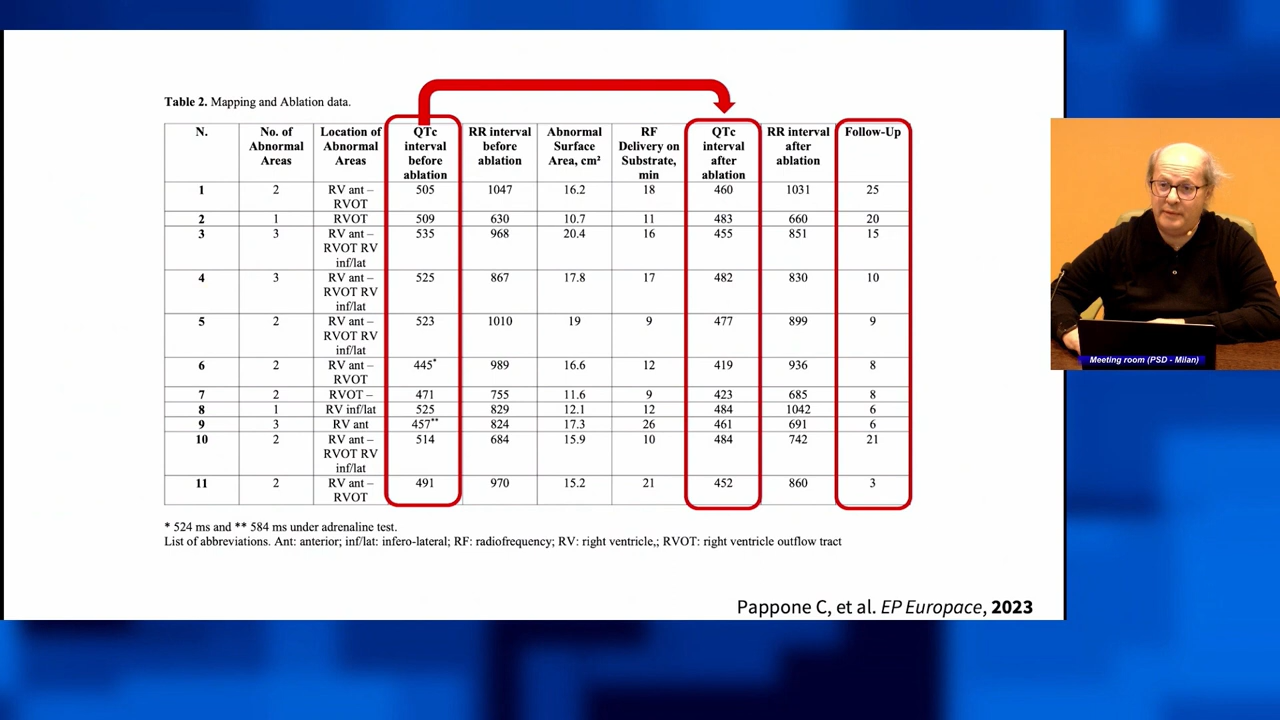 Table 2. Mapping and Ablation data.
N. No. of Abnormal Areas Location of Abnormal Areas QTc interval before ablation RR interval before ablation Abnormal Surface Area, cm² RF Delivery on Substrate, min QTc interval after ablation RR interval after ablation Follow-Up
1 2 RV ant – RVOT 505 1047 16.2 18 460 1031 25
2 1 RVOT 509 630 10.7 11 483 660 20
3 3 RV ant – RVOT RV inf/lat 535 968 20.4 16 455 851 15
4 3 RV ant – RVOT RV inf/lat 525 867 17.8 17 482 830 10
5 2 RV ant – RVOT RV inf/lat 523 1010 19 9 477 899 9
6 2 RV ant – RVOT 445* 989 16.6 12 419 936 8
7 2 RVOT – 471 755 11.6 9 423 685 8
8 1 RV inf/lat 525 829 12.1 12 484 1042 6
9 3 RV ant 457** 824 17.3 26 461 691 6
10 2 RV ant – RVOT RV inf/lat 514 684 15.9 10 484 742 21
11 2 RV ant – RVOT 491 970 15.2 21 452 860 3
* 524 ms and ** 584 ms under adrenaline test.
List of abbreviations. Ant: anterior; inf/lat: infero-lateral; RF: radiofrequency; RV: right ventricle,; RVOT: right ventricle outflow tract
Pappone C, et al. EP Europace, 2023
Meeting room (PSD - Milan)